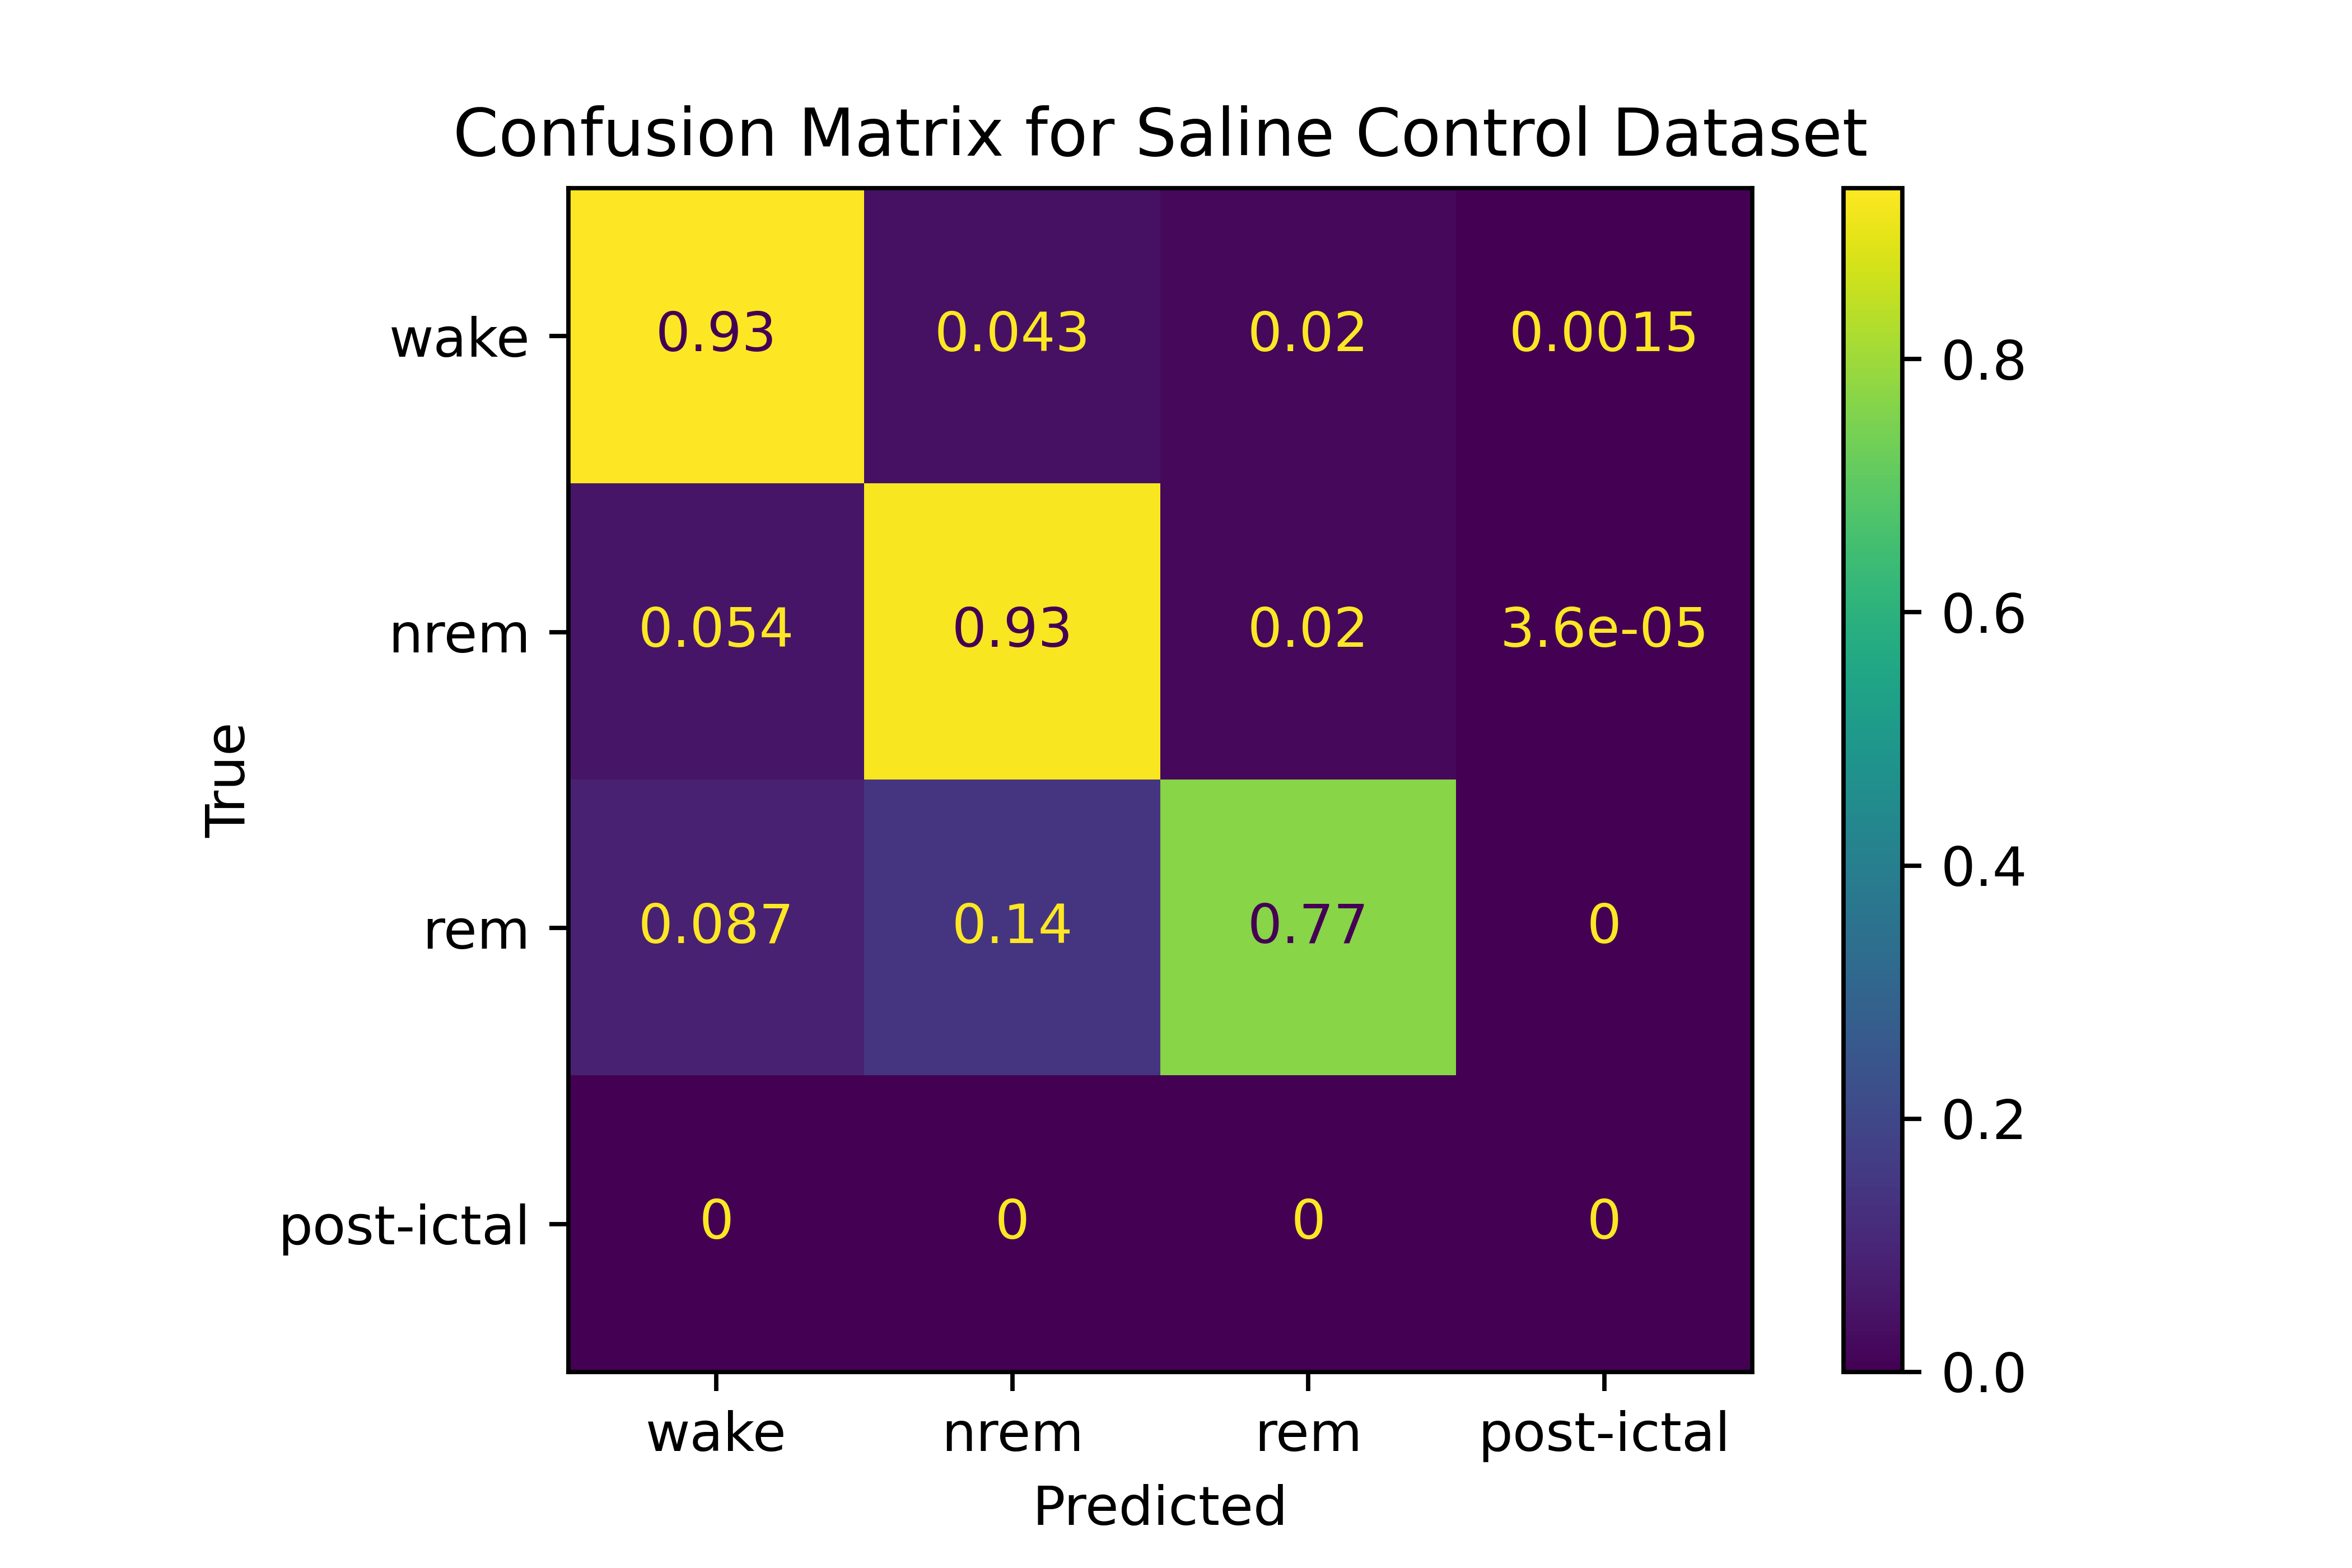 Confusion Matrix for Saline Control Dataset
wake 0.93 0.043 0.02 0.0015
nrem 0.054 0.93 0.02 3.6e-05
rem 0.087 0.14 0.77 0
post-ictal 0 0 0 0
wake nrem rem post-ictal
Predicted
True
0.8
0.6
0.4
0.2
0.0